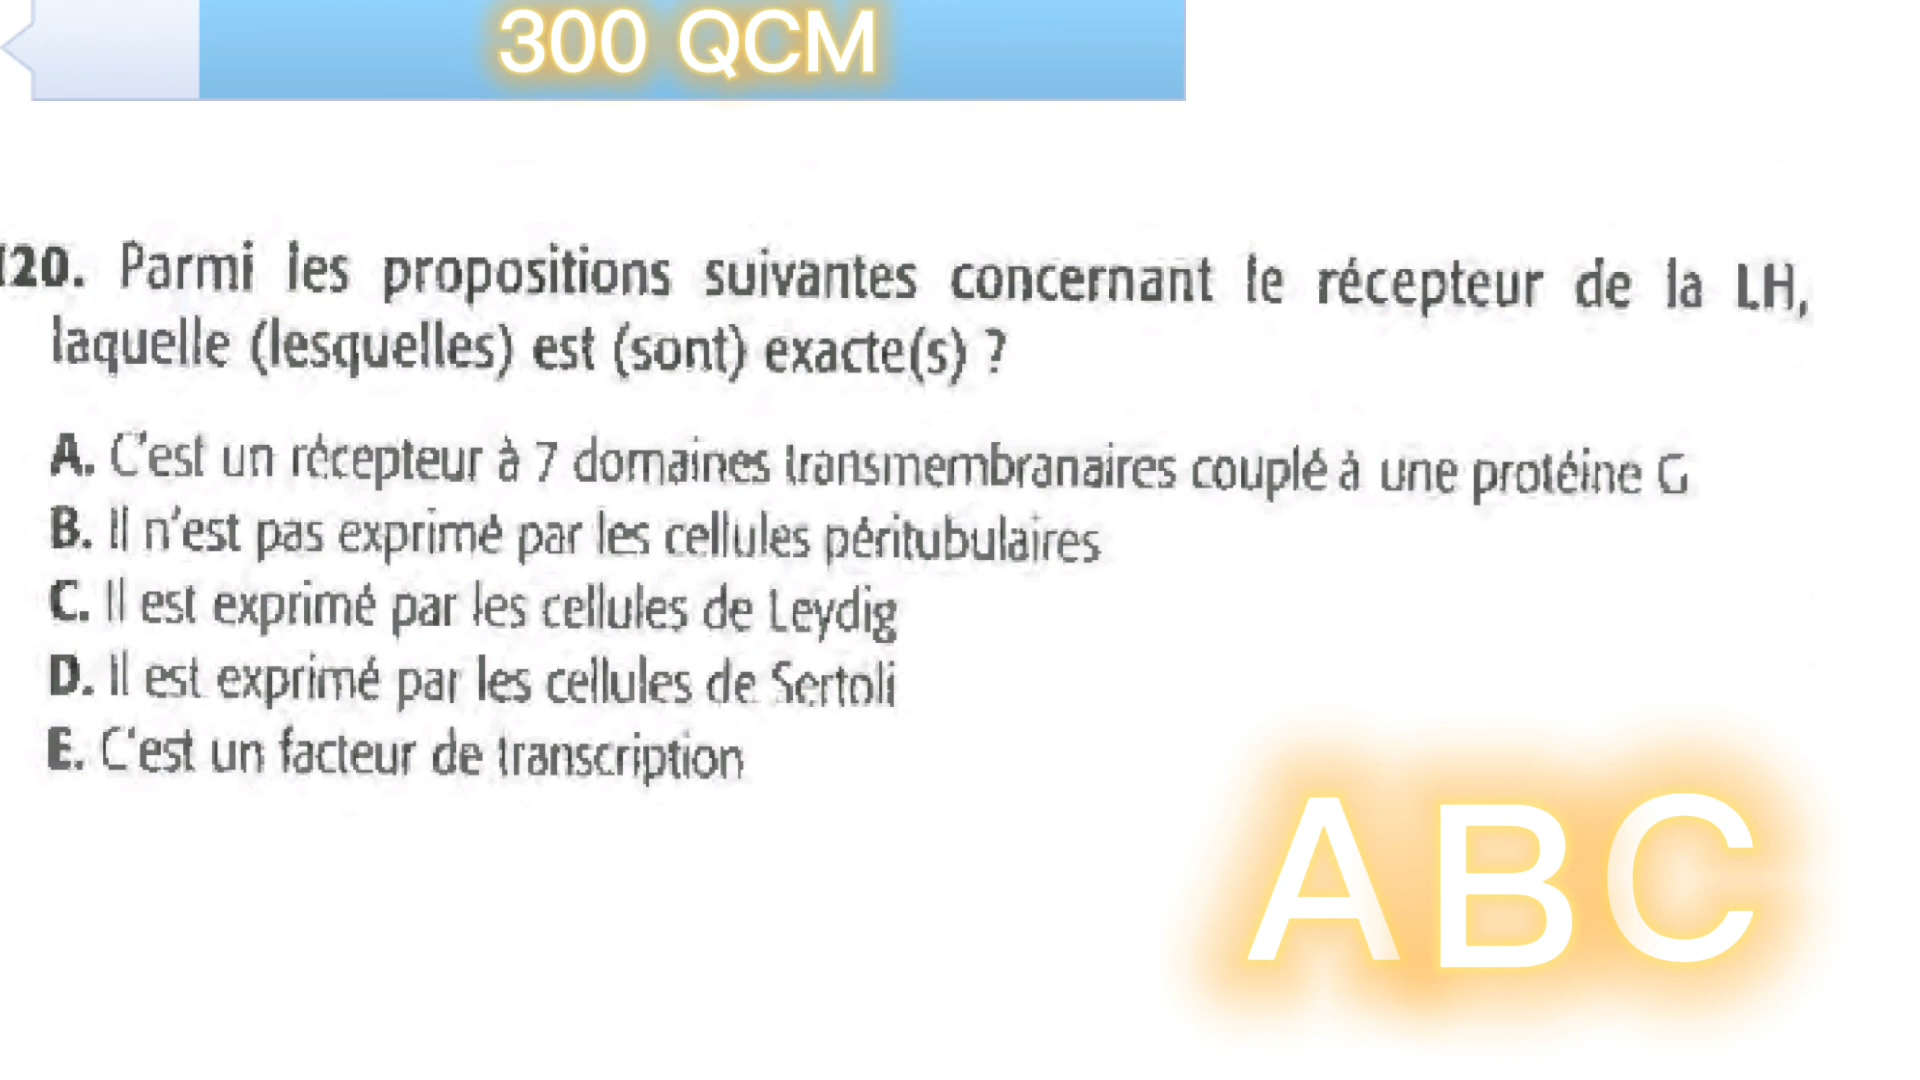 300 QCM
120. Parmi les propositions suivantes concernant le récepteur de la LH,
laquelle (lesquelles) est (sont) exacte(s) ?
A. C'est un récepteur à 7 domaines transmembranaires couplé à une protéine G
B. Il n'est pas exprimé par les cellules péritubulaires
C. Il est exprimé par les cellules de Leydig
D. Il est exprimé par les cellules de Sertoli
E. C'est un facteur de transcription
ABC